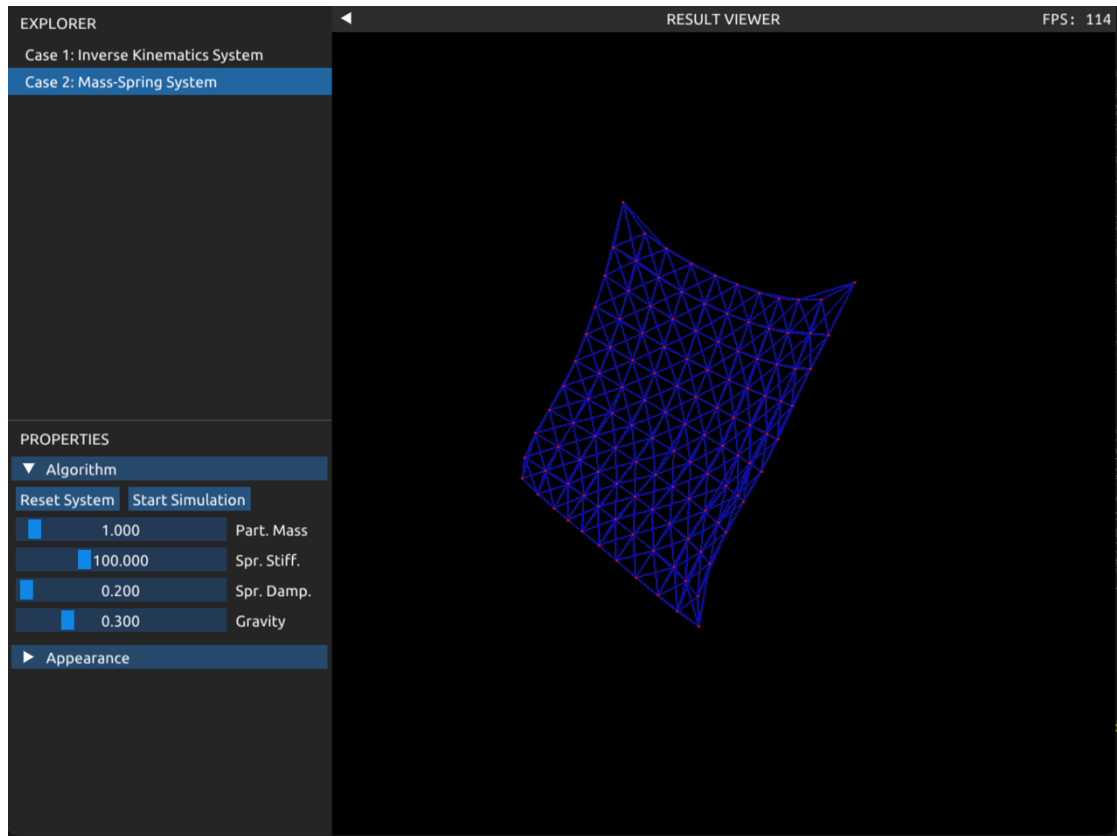 EXPLORER
Case 1: Inverse Kinematics System
Case 2: Mass-Spring System
RESULT VIEWER
FPS: 114
PROPERTIES
Algorithm
Reset System
Start Simulation
1.000 Part. Mass
100.000 Spr. Stiff.
0.200 Spr. Damp.
0.300 Gravity
Appearance